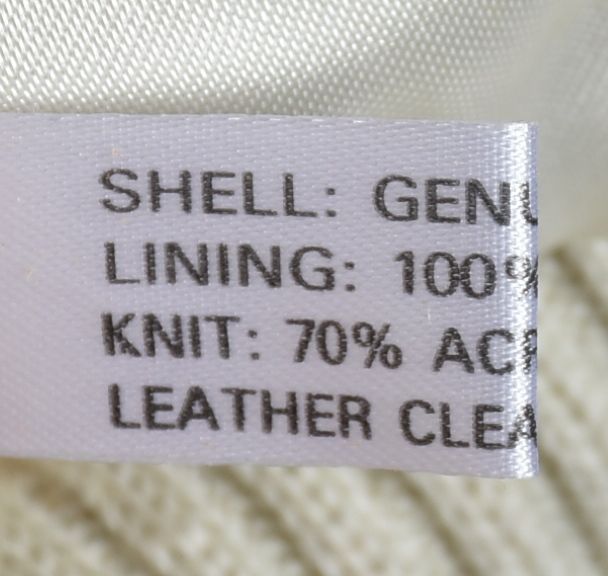 SHELL: GENU
LINING: 100%
KNIT: 70% ACR
LEATHER CLEA